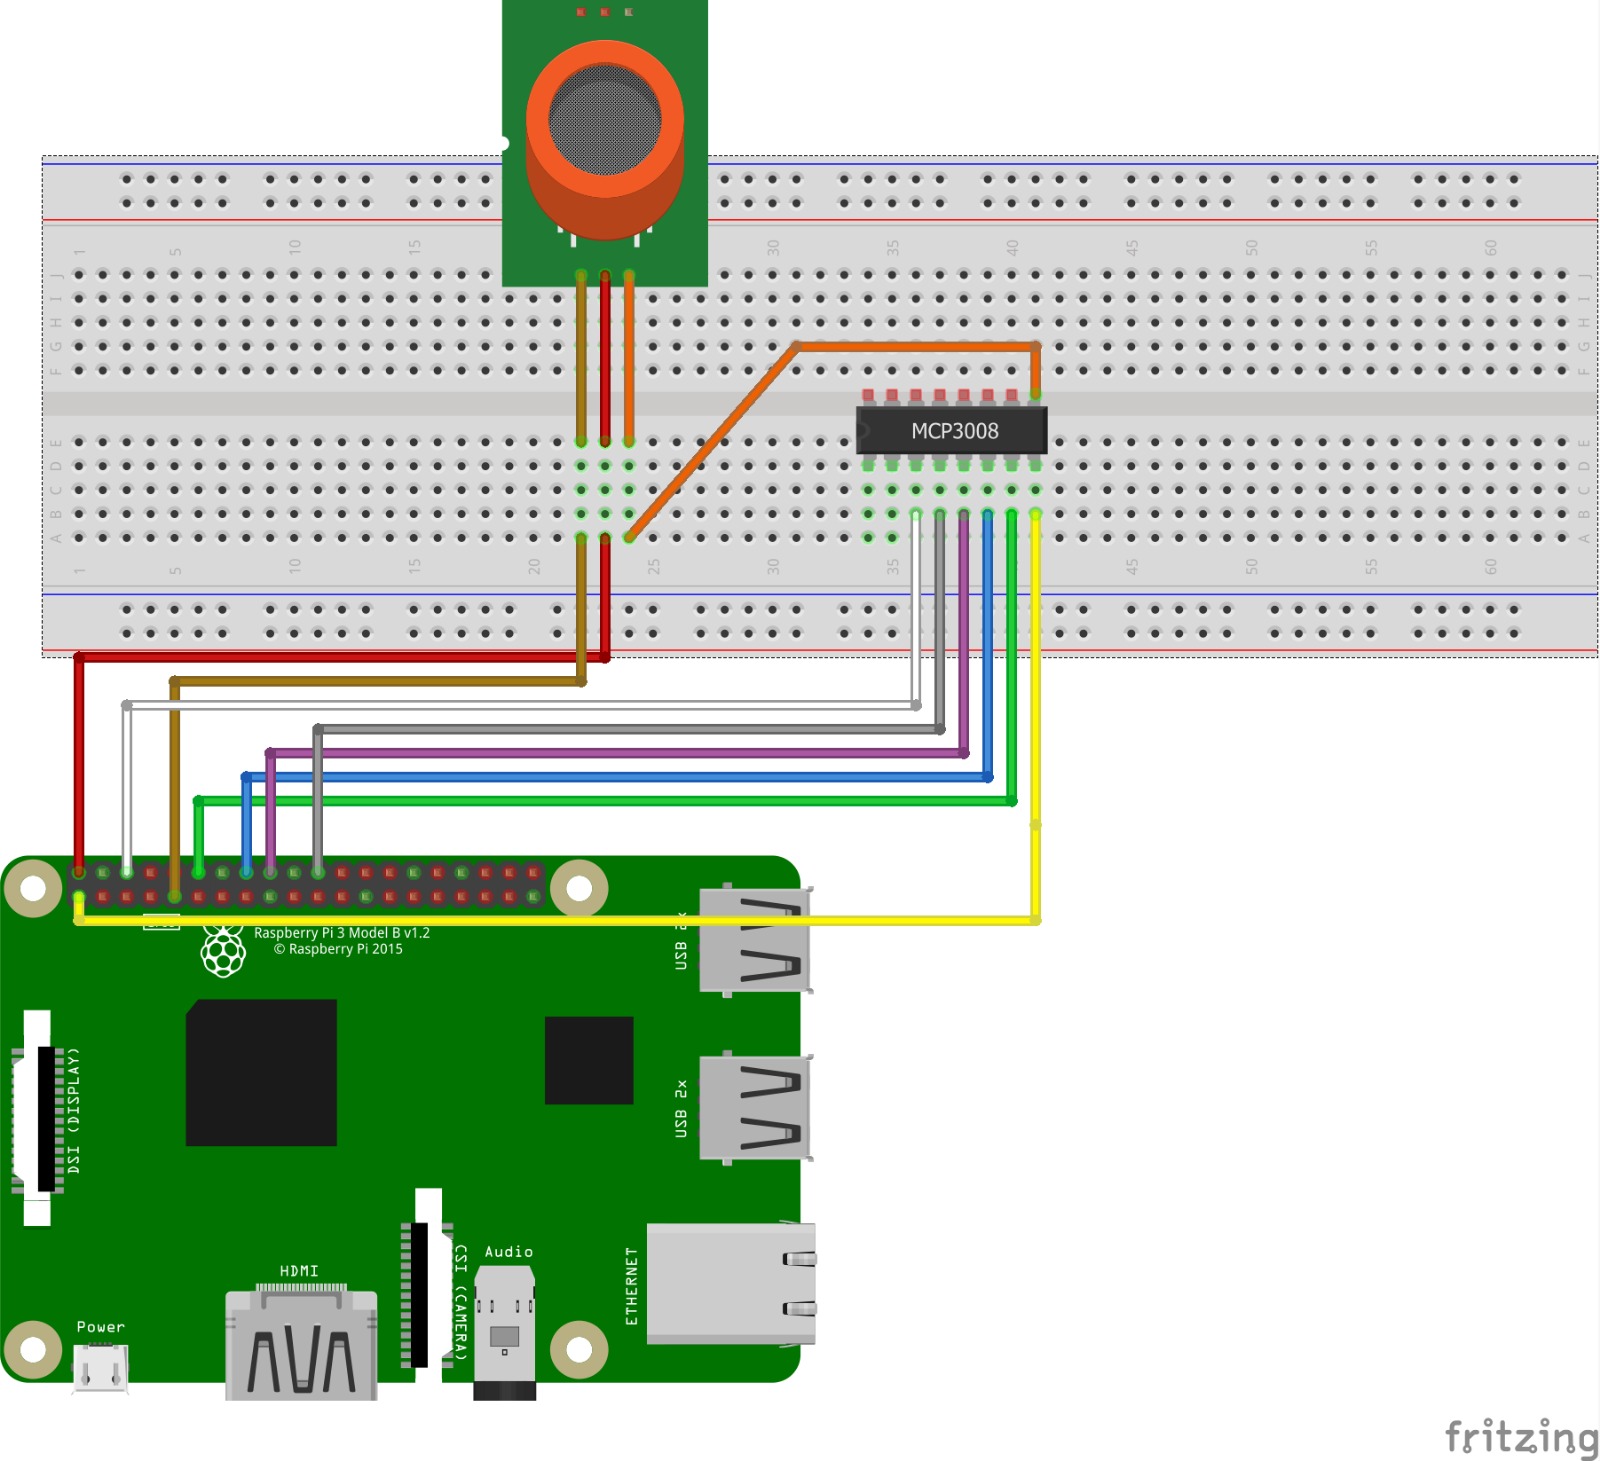 1 5 10 15 30 35 40 45 50 55 60
J J
I I
H H
G G
F F
MCP3008
E E
D D
C C
B B
A A
1 5 10 15 20 25 30 35 45 50 55 60
Raspberry Pi 3 Model B v1.2
© Raspberry Pi 2015
USB 2x
DSI (DISPLAY)
USB 2x
HDMI
CSI (CAMERA)
Audio
ETHERNET
Power
fritzing